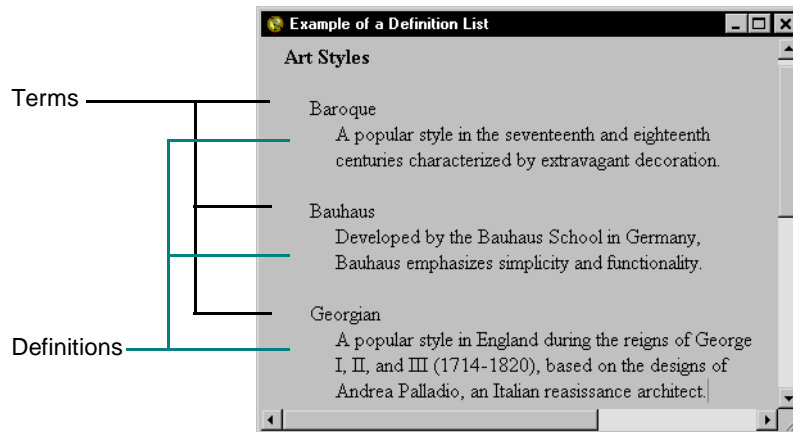 Example of a Definition List
Art Styles
Terms
Baroque
A popular style in the seventeenth and eighteenth
centuries characterized by extravagant decoration.
Bauhaus
Developed by the Bauhaus School in Germany,
Bauhaus emphasizes simplicity and functionality.
Georgian
Definitions
A popular style in England during the reigns of George
I, II, and III (1714-1820), based on the designs of
Andrea Palladio, an Italian reasissance architect.